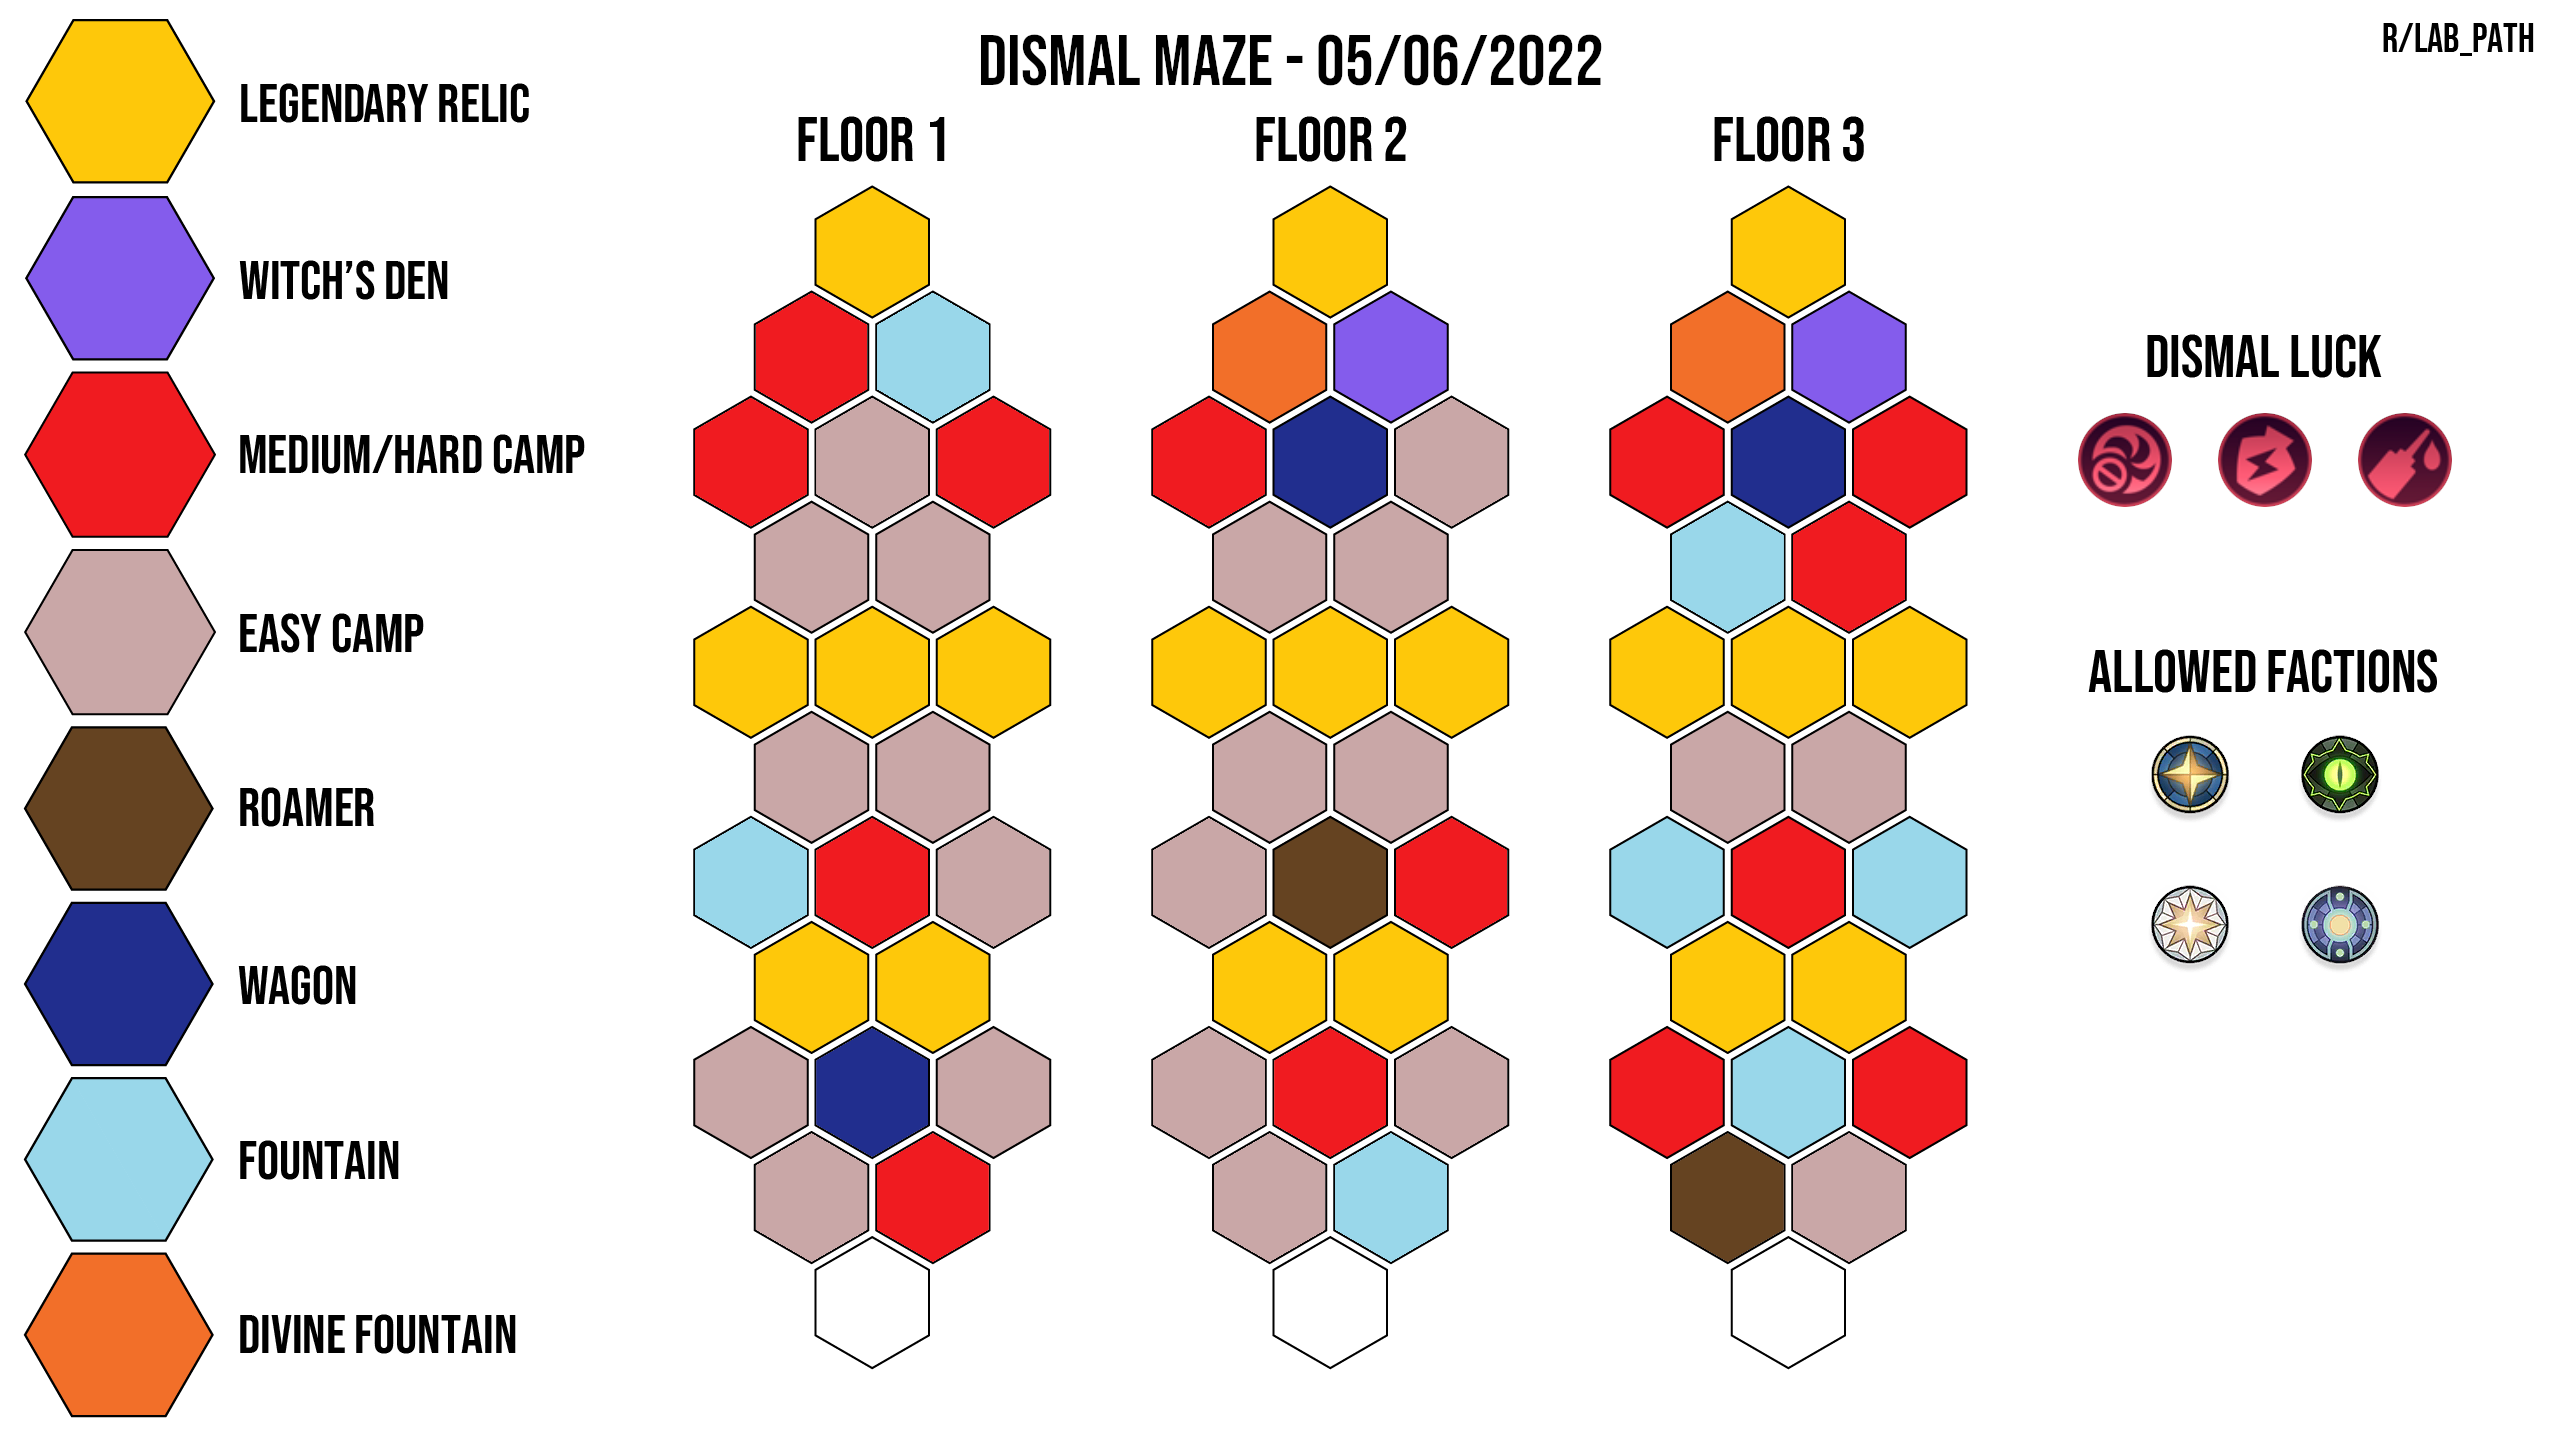 DISMAL MAZE - 05/06/2022
R/LAB_PATH
LEGENDARY RELIC
WITCH'S DEN
MEDIUM/HARD CAMP
EASY CAMP
ROAMER
WAGON
FOUNTAIN
DIVINE FOUNTAIN
FLOOR 1
FLOOR 2
FLOOR 3
DISMAL LUCK
ALLOWED FACTIONS